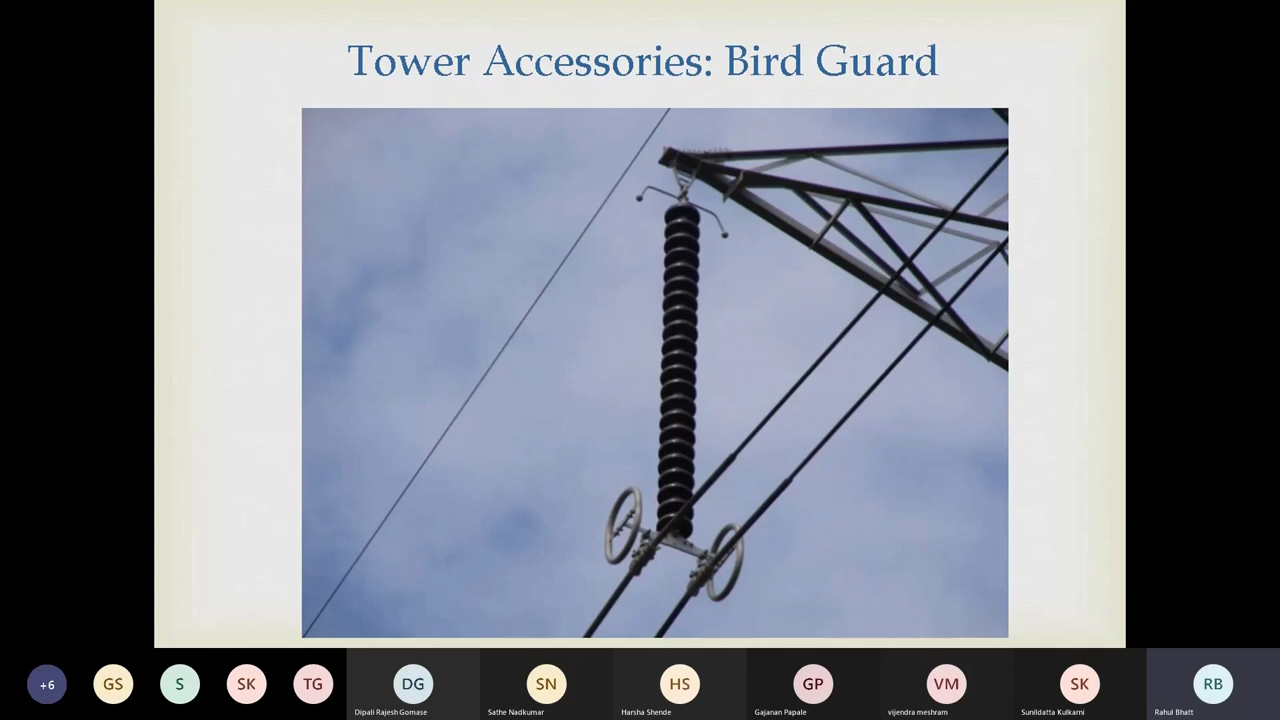 Tower Accessories: Bird Guard
+6
GS
S
SK
TG
DG
SN
HS
GP
VM
SK
RB
Dipali Rajesh Gomase
Sathe Nadkumar
Harsha Shende
Gajanan Papale
vijendra meshram
Sunildatta Kulkarni
Rahul Bhatt